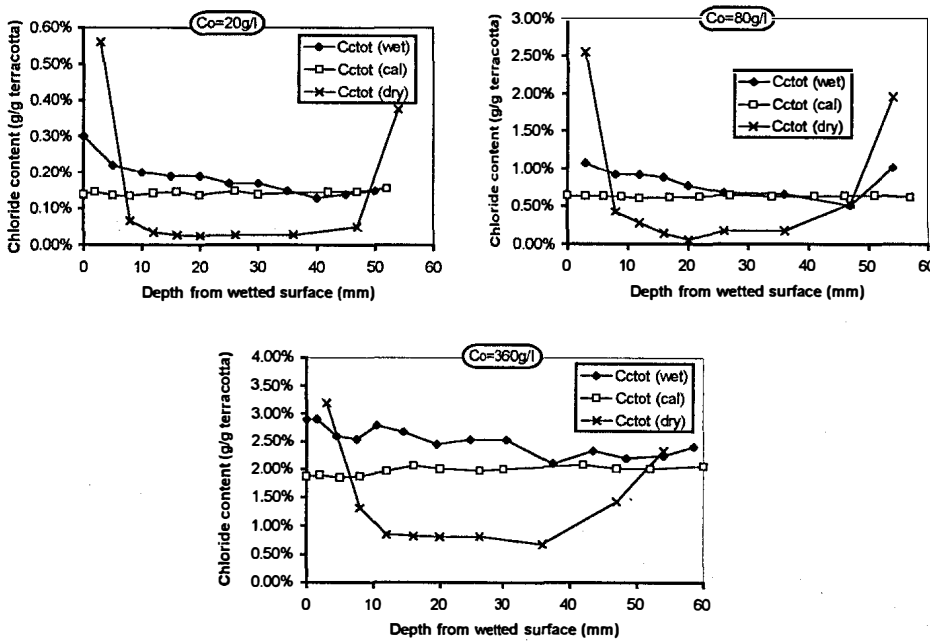 Co=20g/l
Chloride content (g/g terracotta)
0.60%
0.50%
0.40%
0.30%
0.20%
0.10%
0.00%
Cctot (wet)
Cctot (cal)
Cctot (dry)
0 10 20 30 40 50 60
Depth from wetted surface (mm)
Co=80g/l
Chloride content (g/g terracotta)
3.00%
2.50%
2.00%
1.50%
1.00%
0.50%
0.00%
Cctot (wet)
Cctot (cal)
Cctot (dry)
0 10 20 30 40 50 60
Depth from wetted surface (mm)
Co=360g/l
Chloride content (g/g terracotta)
4.00%
3.50%
3.00%
2.50%
2.00%
1.50%
1.00%
0.50%
0.00%
Cctot (wet)
Cctot (cal)
Cctot (dry)
0 10 20 30 40 50 60
Depth from wetted surface (mm)